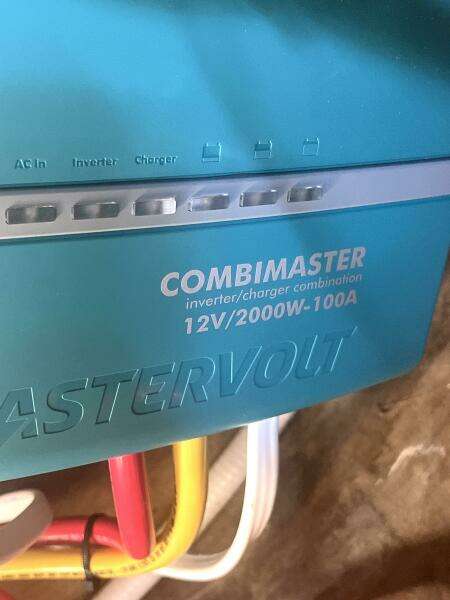 AC in Inverter Charger
COMBIMASTER
inverter/charger combination
12V/2000W-100A
ASTERVOLT